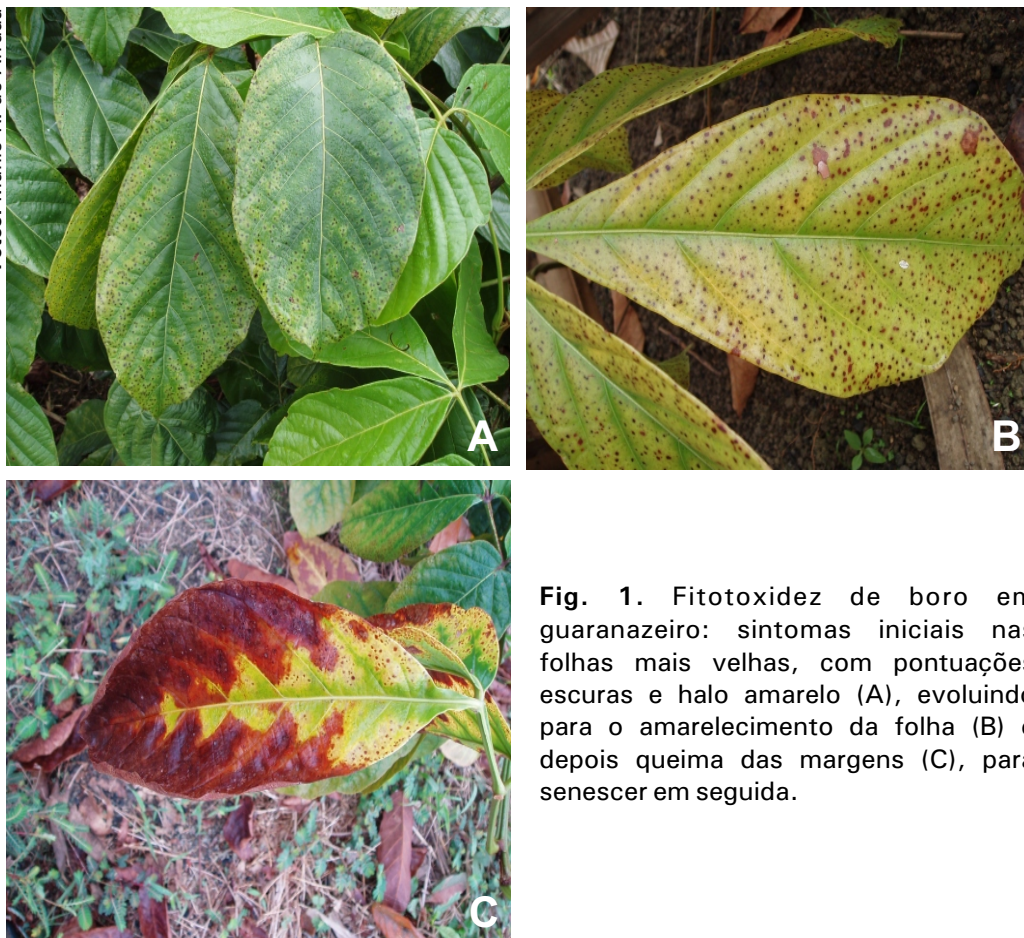 A
B
C
Fig. 1. Fitotoxidez de boro em
guaranazeiro: sintomas iniciais nas
folhas mais velhas, com pontuações
escuras e halo amarelo (A), evoluindo
para o amarelecimento da folha (B) e
depois queima das margens (C), para
senescer em seguida.